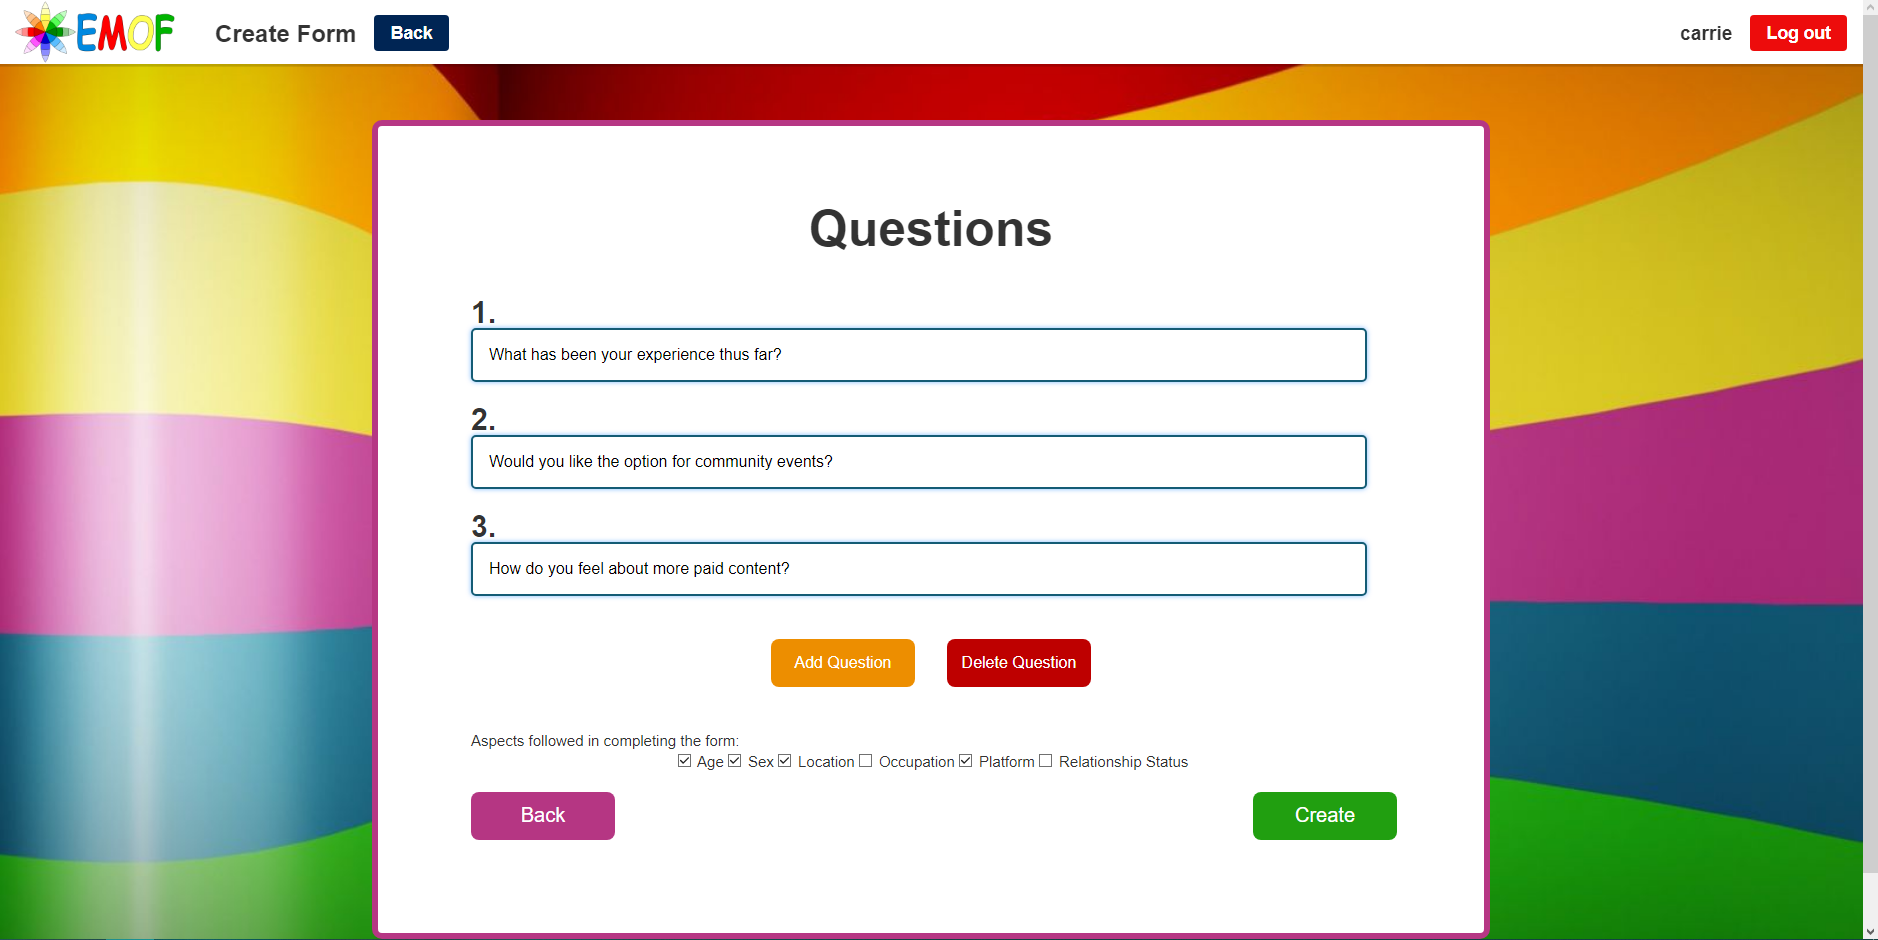 EMOF Create Form Back carrie Log out
Questions
1.
What has been your experience thus far?
2.
Would you like the option for community events?
3.
How do you feel about more paid content?
Add Question Delete Question
Aspects followed in completing the form:
Age Sex Location Occupation Platform Relationship Status
Back Create